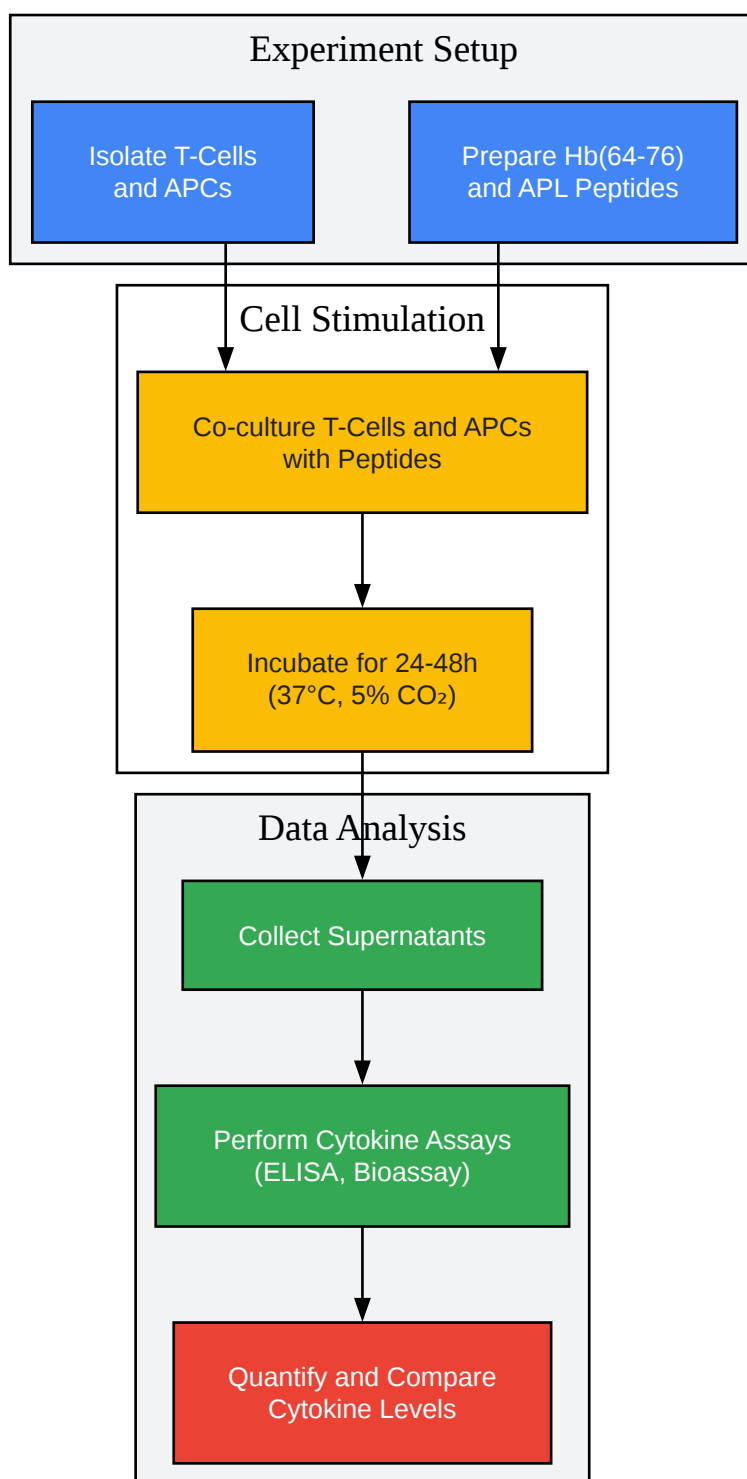 Experiment Setup
Isolate T-Cells
and APCs
Prepare Hb(64-76)
and APL Peptides
Cell Stimulation
Co-culture T-Cells and APCs
with Peptides
Incubate for 24-48h
(37°C, 5% CO₂)
Data Analysis
Collect Supernatants
Perform Cytokine Assays
(ELISA, Bioassay)
Quantify and Compare
Cytokine Levels